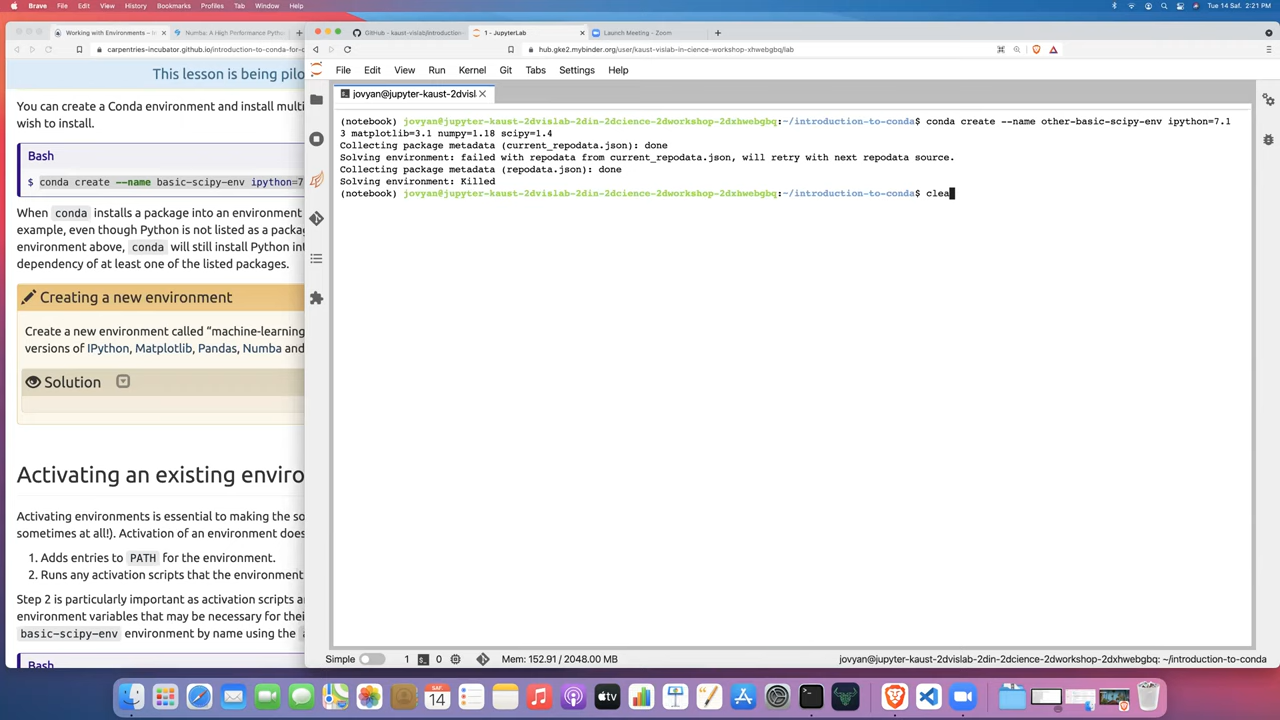 Brave File Edit View History Bookmarks Profiles Tab Window Help
Tue 14 Saf. 2:21 PM
Working with Environments –
Numba: A High Performance Pyth
carpentries-incubator.github.io/introduction-to-conda-for-
This lesson is being pilo
You can create a Conda environment and install multi
wish to install.
Bash
$ conda create --name basic-scipy-env ipython=7
When conda installs a package into an environment
example, even though Python is not listed as a packag
environment above, conda will still install Python int
dependency of at least one of the listed packages.
Creating a new environment
Create a new environment called “machine-learning
versions of IPython, Matplotlib, Pandas, Numba and
Solution
Activating an existing enviro
Activating environments is essential to making the so
sometimes at all!). Activation of an environment does
1. Adds entries to PATH for the environment.
2. Runs any activation scripts that the environment
Step 2 is particularly important as activation scripts a
environment variables that may be necessary for thei
basic-scipy-env environment by name using the a
Bash
GitHub - kaust-vislab/introduction-
1 - JupyterLab
Launch Meeting - Zoom
hub.gke2.mybinder.org/user/kaust-vislab-in-cience-workshop-xhwebgbq/lab
File Edit View Run Kernel Git Tabs Settings Help
jovyan@jupyter-kaust-2dvisl
(notebook) jovyan@jupyter-kaust-2dvislab-2din-2dcience-2dworkshop-2dxhwebgbq:~/introduction-to-conda$ conda create --name other-basic-scipy-env ipython=7.1
3 matplotlib=3.1 numpy=1.18 scipy=1.4
Collecting package metadata (current_repodata.json): done
Solving environment: failed with repodata from current_repodata.json, will retry with next repodata source.
Collecting package metadata (repodata.json): done
Solving environment: Killed
(notebook) jovyan@jupyter-kaust-2dvislab-2din-2dcience-2dworkshop-2dxhwebgbq:~/introduction-to-conda$ clea
Simple 1 0 Mem: 152.91 / 2048.00 MB
jovyan@jupyter-kaust-2dvislab-2din-2dcience-2dworkshop-2dxhwebgbq: ~/introduction-to-conda
14
tv